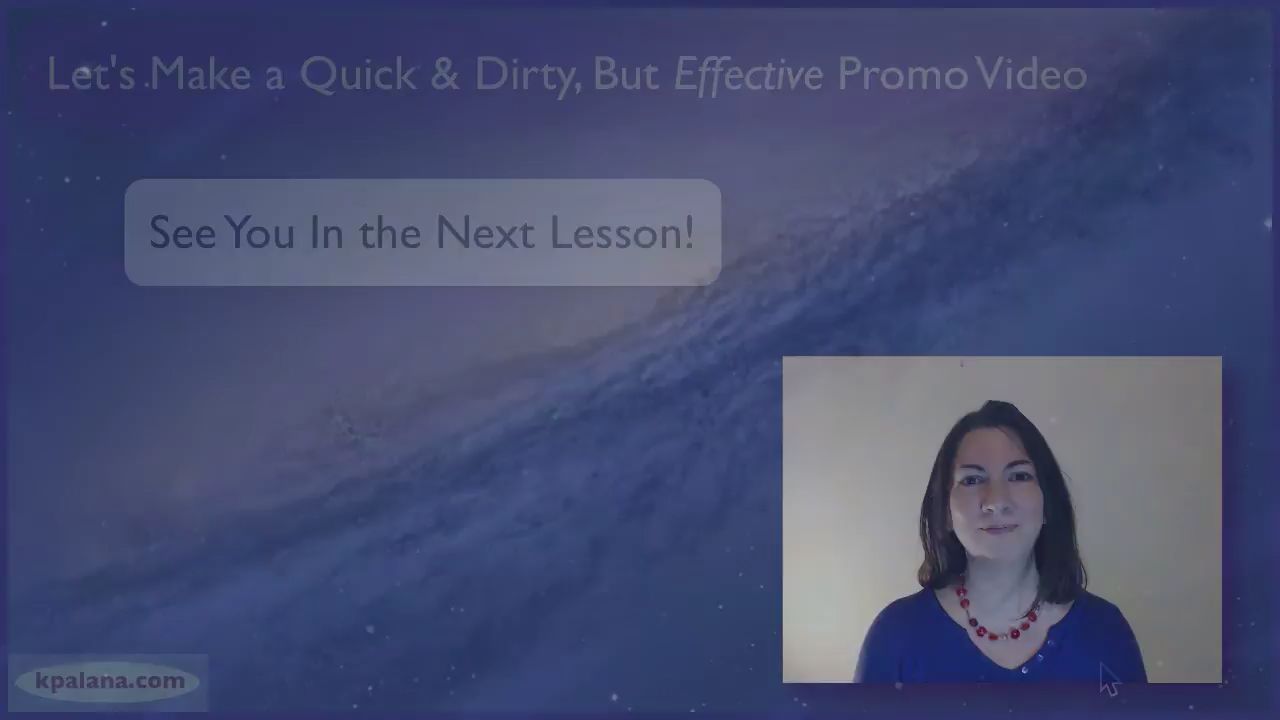 Let's Make a Quick & Dirty, But Effective Promo Video
See You In the Next Lesson!
kpalana.com